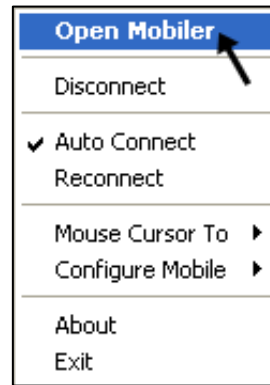 Open Mobiler
Disconnect
Auto Connect
Reconnect
Mouse Cursor To
Configure Mobile
About
Exit